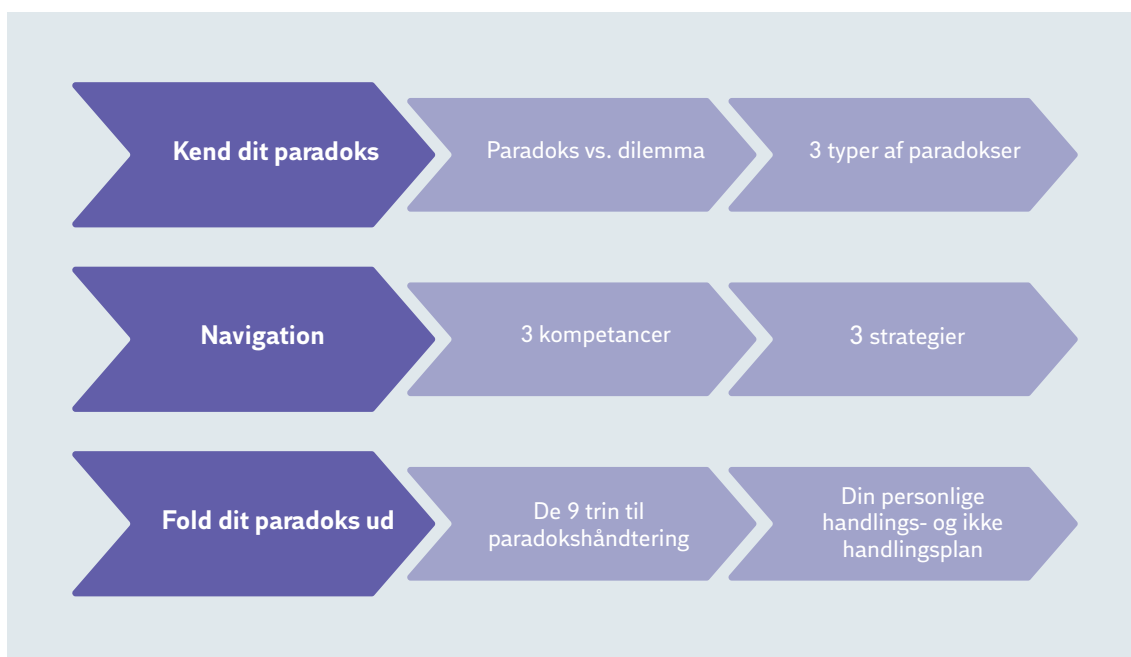 Kend dit paradoks
Paradoks vs. dilemma
3 typer af paradokser
Navigation
3 kompetancer
3 strategier
Fold dit paradoks ud
De 9 trin til
paradokshåndtering
Din personlige
handlings- og ikke
handlingsplan